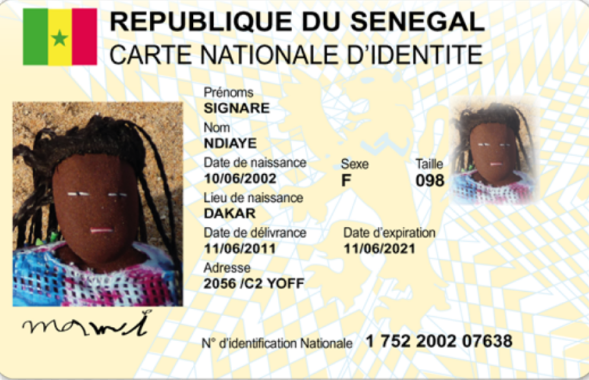 REPUBLIQUE DU SENEGAL
CARTE NATIONALE D'IDENTITE
Prénoms
SIGNARE
Nom
NDIAYE
Date de naissance Sexe Taille
10/06/2002 F 098
Lieu de naissance
DAKAR
Date de délivrance Date d'expiration
11/06/2011 11/06/2021
Adresse
2056 /C2 YOFF
mami
N° d'identification Nationale 1 752 2002 07638